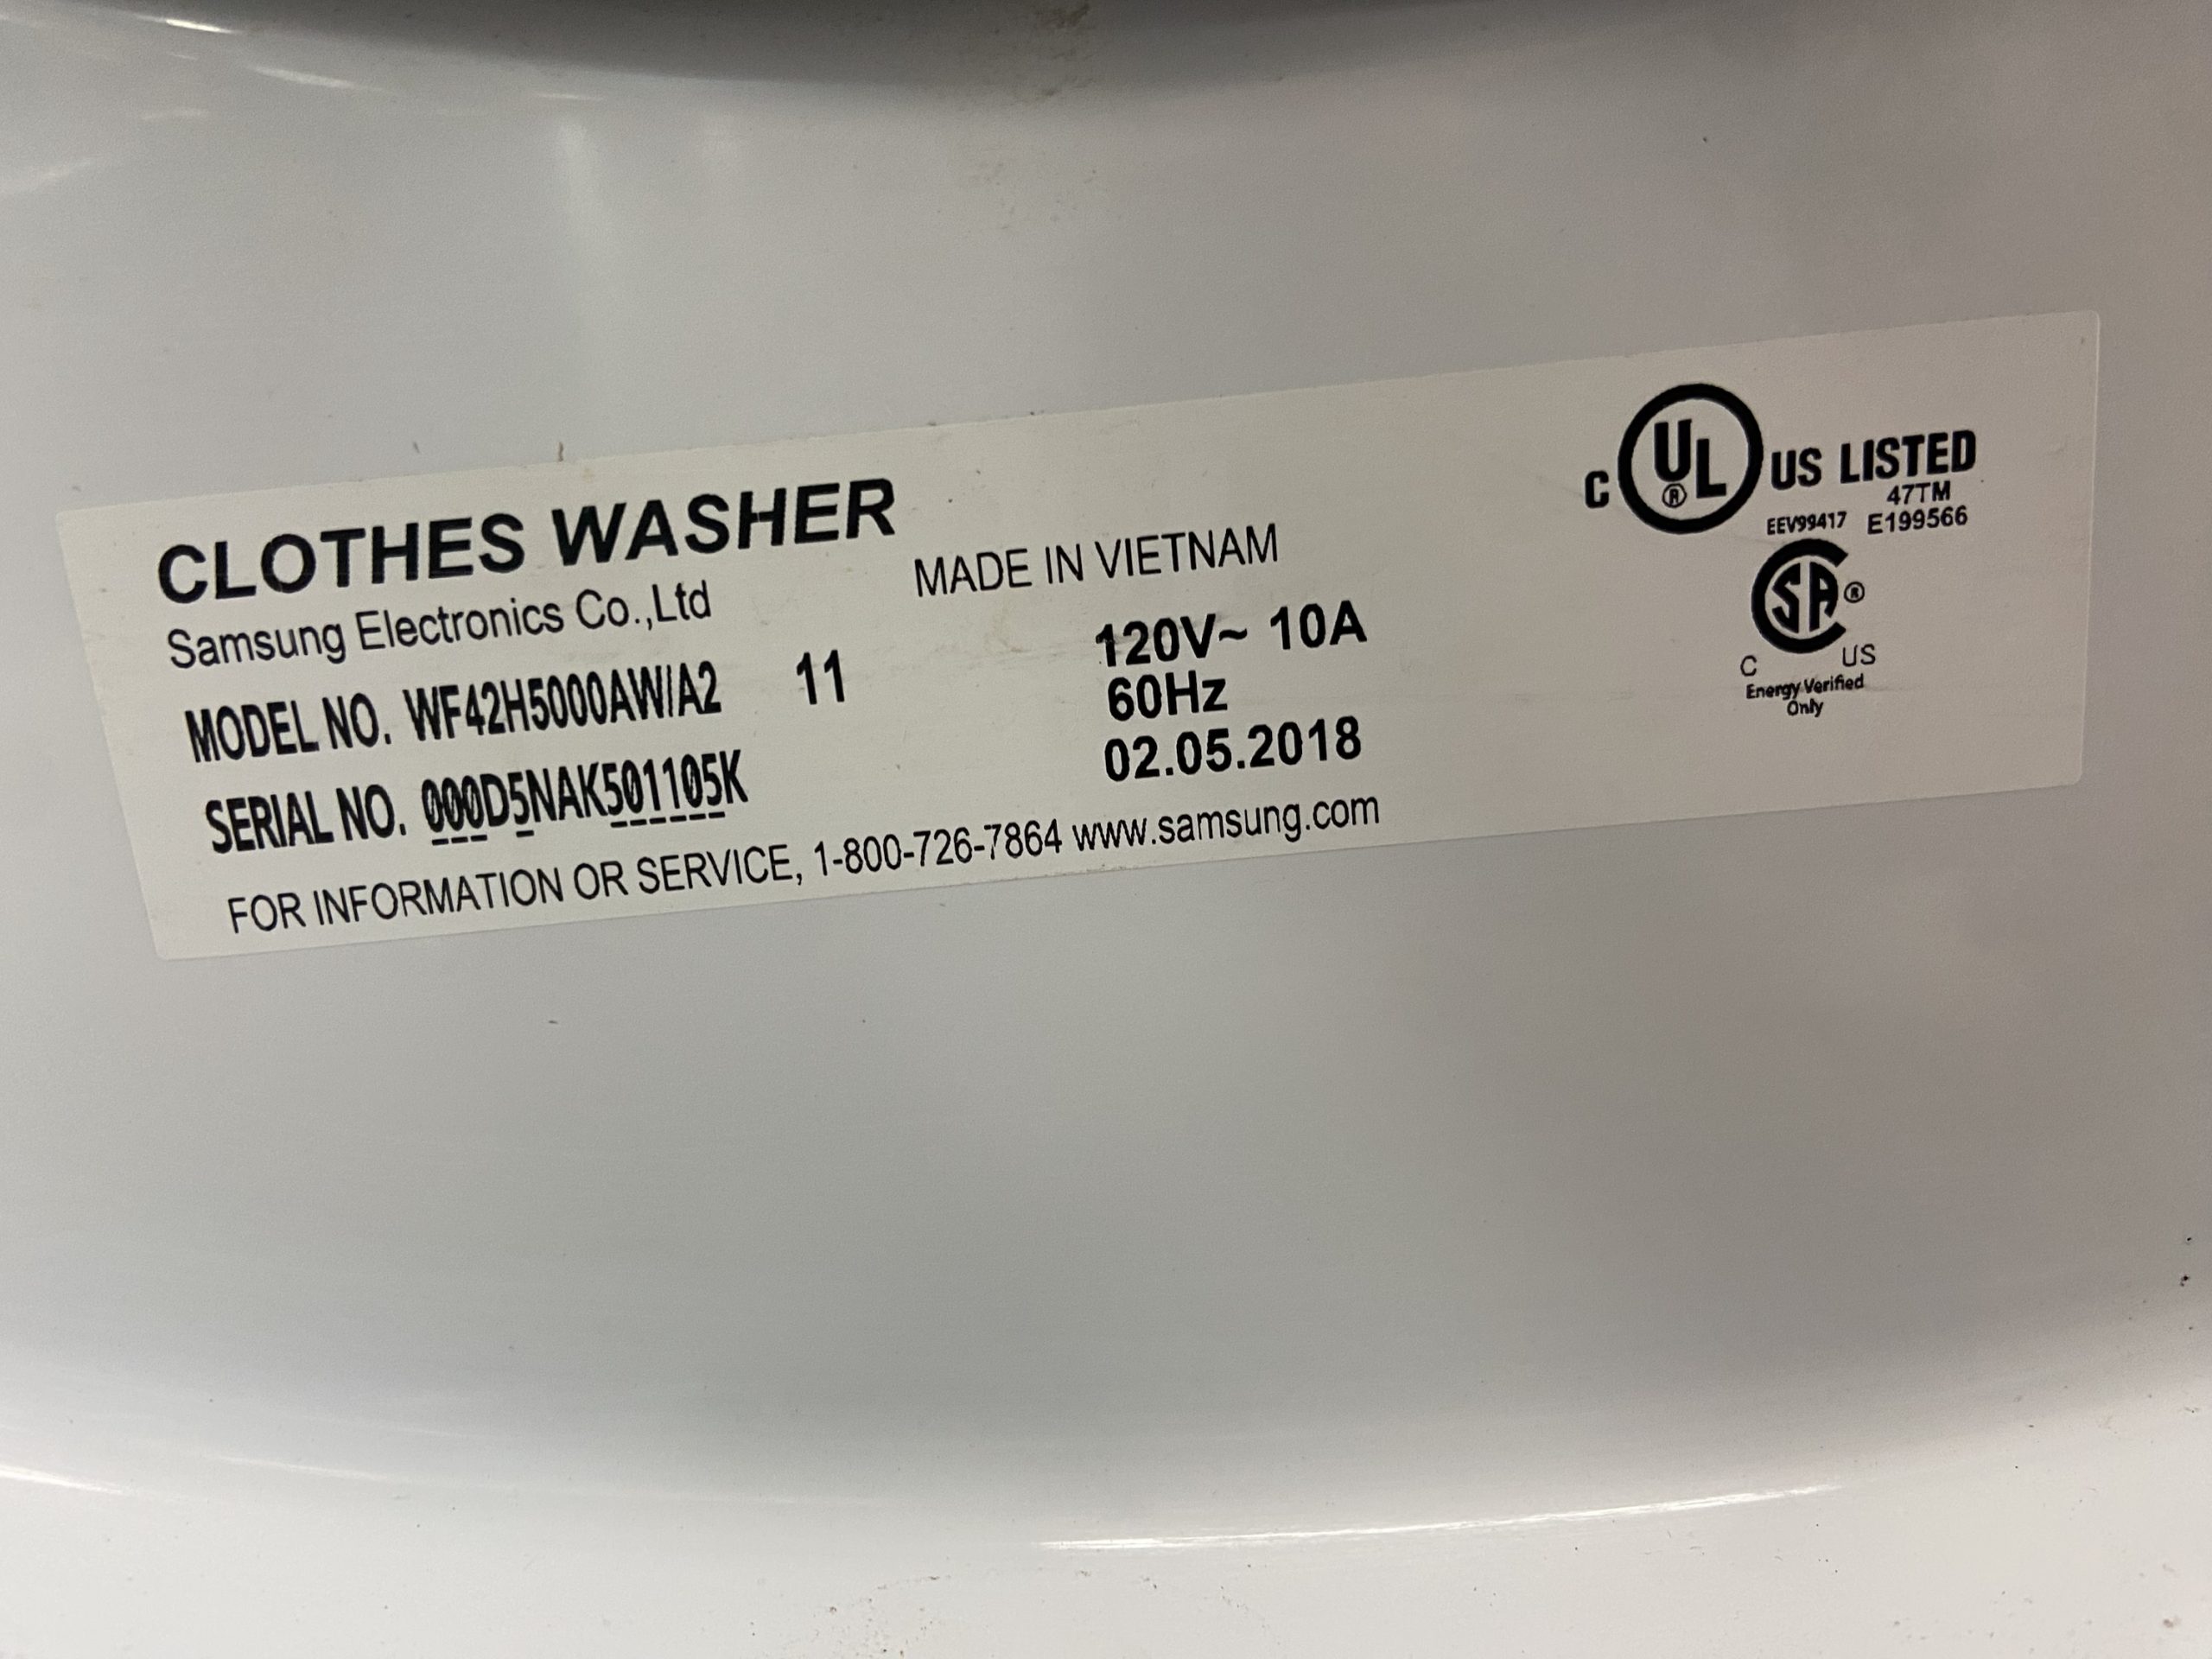 CLOTHES WASHER
Samsung Electronics Co.,Ltd
MADE IN VIETNAM
MODEL NO. WF42H5000AW/A2 11
120V~ 10A
60Hz
SERIAL NO. 000D5NAK501105K
02.05.2018
FOR INFORMATION OR SERVICE, 1-800-726-7864 www.samsung.com
C UL ® US LISTED
47TM
EEV99417 E199566
CSA ®
C US
Energy Verified
Only